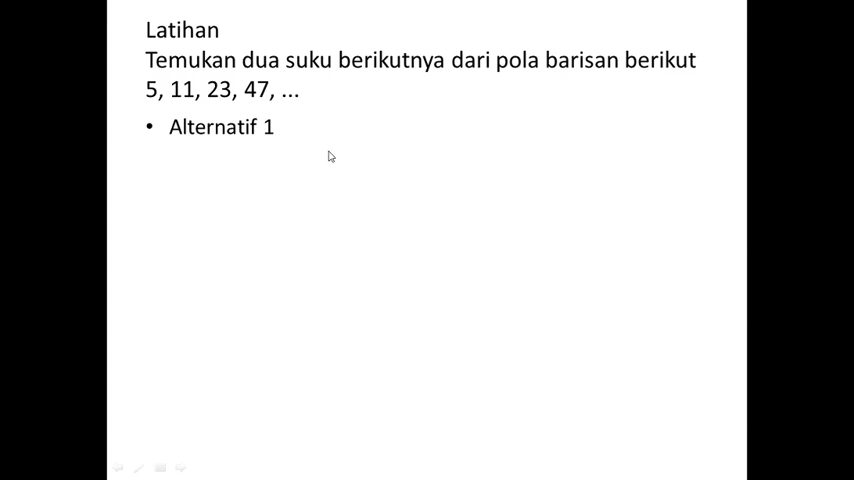 Latihan
Temukan dua suku berikutnya dari pola barisan berikut
5, 11, 23, 47, ...
• Alternatif 1